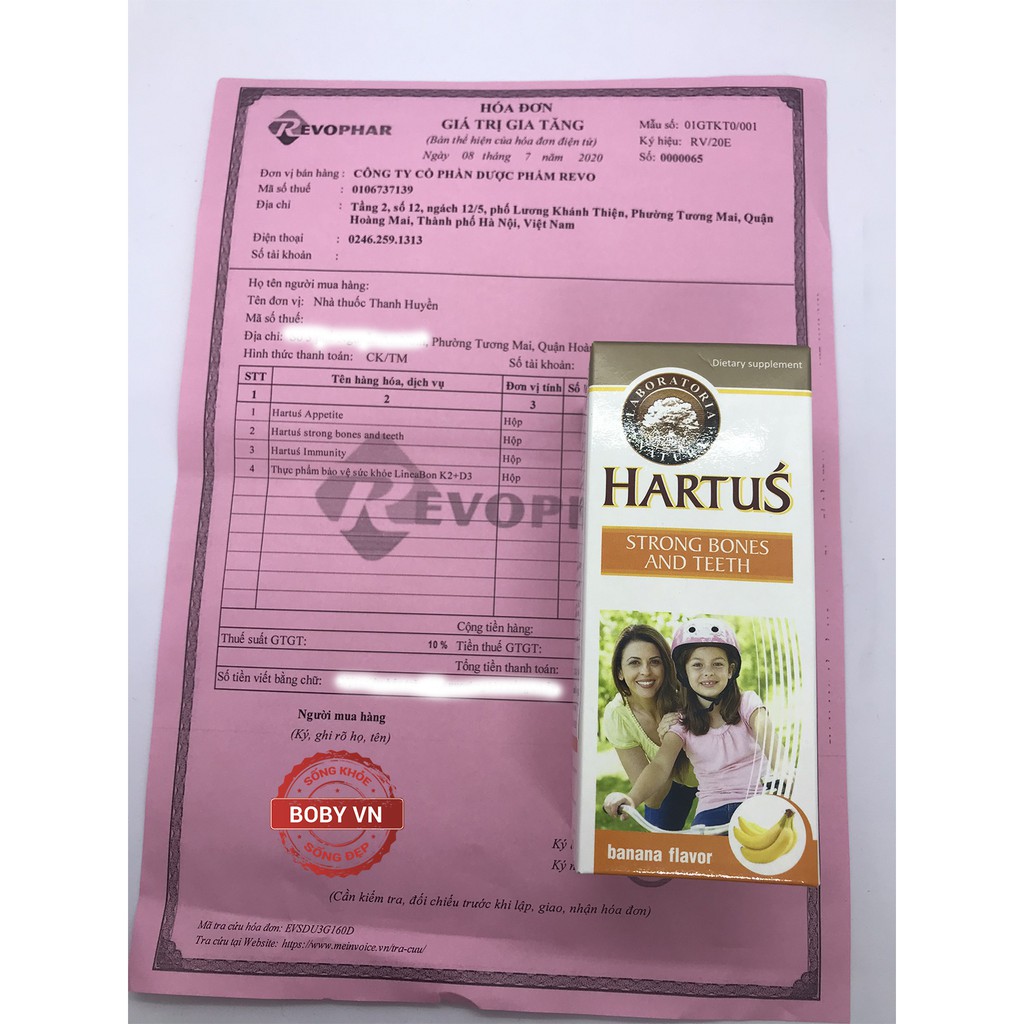 REVOPHAR
HÓA ĐƠN
GIÁ TRỊ GIA TĂNG
(Bản thể hiện của hóa đơn điện tử)
Ngày 08 tháng 7 năm 2020
Mẫu số: 01GTKT0/001
Ký hiệu: RV/20E
Số: 0000065
Đơn vị bán hàng : CÔNG TY CỔ PHẦN DƯỢC PHẨM REVO
Mã số thuế : 0106737139
Địa chỉ : Tầng 2, số 12, ngách 12/5, phố Lương Khánh Thiện, Phường Tương Mai, Quận
Hoàng Mai, Thành phố Hà Nội, Việt Nam
Điện thoại : 0246.259.1313
Số tài khoản :
Họ tên người mua hàng:
Tên đơn vị: Nhà thuốc Thanh Huyền
Mã số thuế:
Địa chỉ: , Phường Tương Mai, Quận Hoàn
Hình thức thanh toán: CK/TM Số tài khoản:
STT Tên hàng hóa, dịch vụ Đơn vị tính Số
1 2 3
1 Hartuś Appetite Hộp
2 Hartuś strong bones and teeth Hộp
3 Hartuś Immunity Hộp
4 Thực phẩm bảo vệ sức khỏe LineaBon K2+D3 Hộp
REVOPH
Cộng tiền hàng:
Thuế suất GTGT: 10 % Tiền thuế GTGT:
Tổng tiền thanh toán:
Số tiền viết bằng chữ:
Người mua hàng
(Ký, ghi rõ họ, tên)
SỐNG KHỎE
BOBY VN
SỐNG ĐẸP
Ký
Ký
(Cần kiểm tra, đối chiếu trước khi lập, giao, nhận hóa đơn)
Mã tra cứu hóa đơn: EVSDU3G160D
Tra cứu tại Website: https://www.meinvoice.vn/tra-cuu/
Dietary supplement
LABORATORIA
HARTUŚ
STRONG BONES
AND TEETH
banana flavor